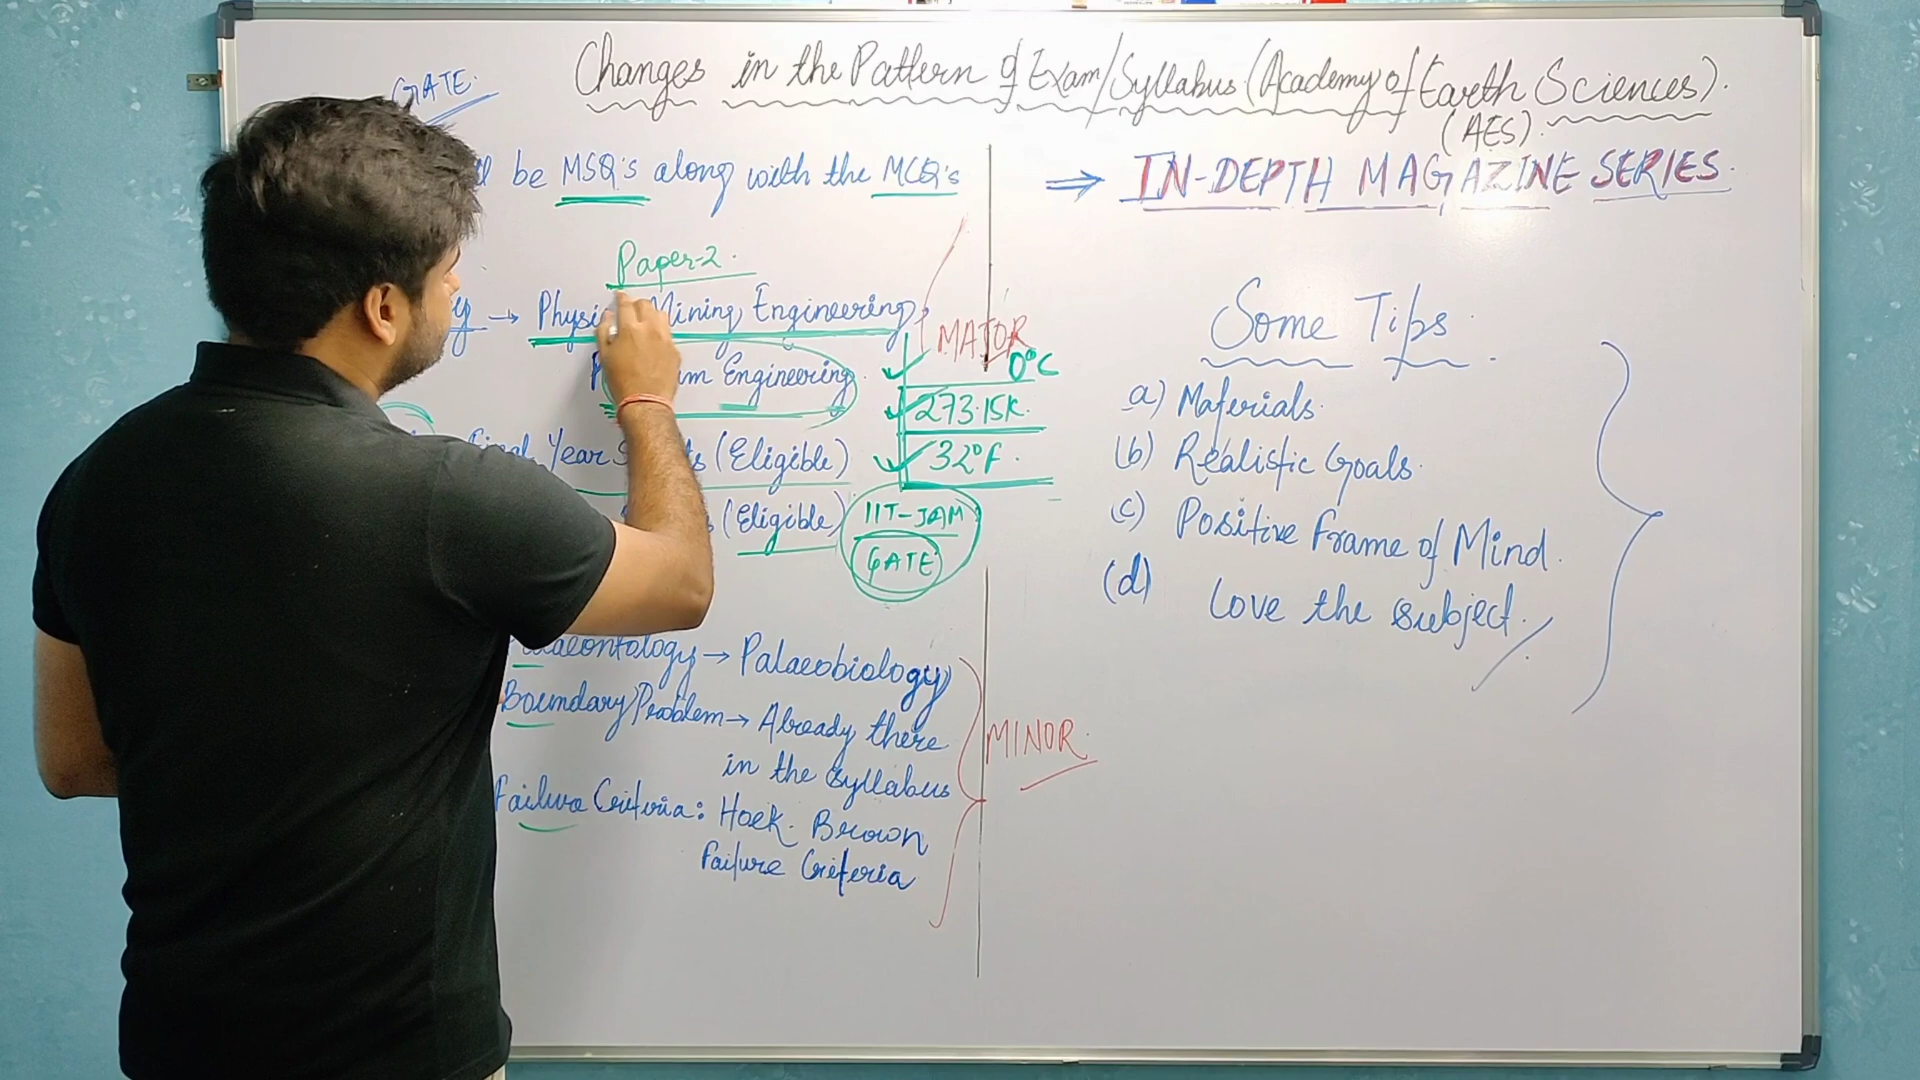 Changes in the Pattern of Exam/Syllabus (Academy of Earth Sciences).
(AES).
GATE.
be MSQ's along with the MCQ's
Paper-2.
→ Mining Engineering
MAJOR
Engineering
0°C
273.15K.
Year (Eligible)
32°F.
(Eligible)
IIT-JAM
GATE
→ Palaeobiology
Boundary Problem → Already there
in the syllabus
MINOR.
Failure Criteria: Hoek. Brown
Failure Criteria
⇒ IN-DEPTH MAGAZINE SERIES.
Some Tips.
a) Materials.
(b) Realistic Goals.
(c) Positive Frame of Mind.
(d) Love the subject.